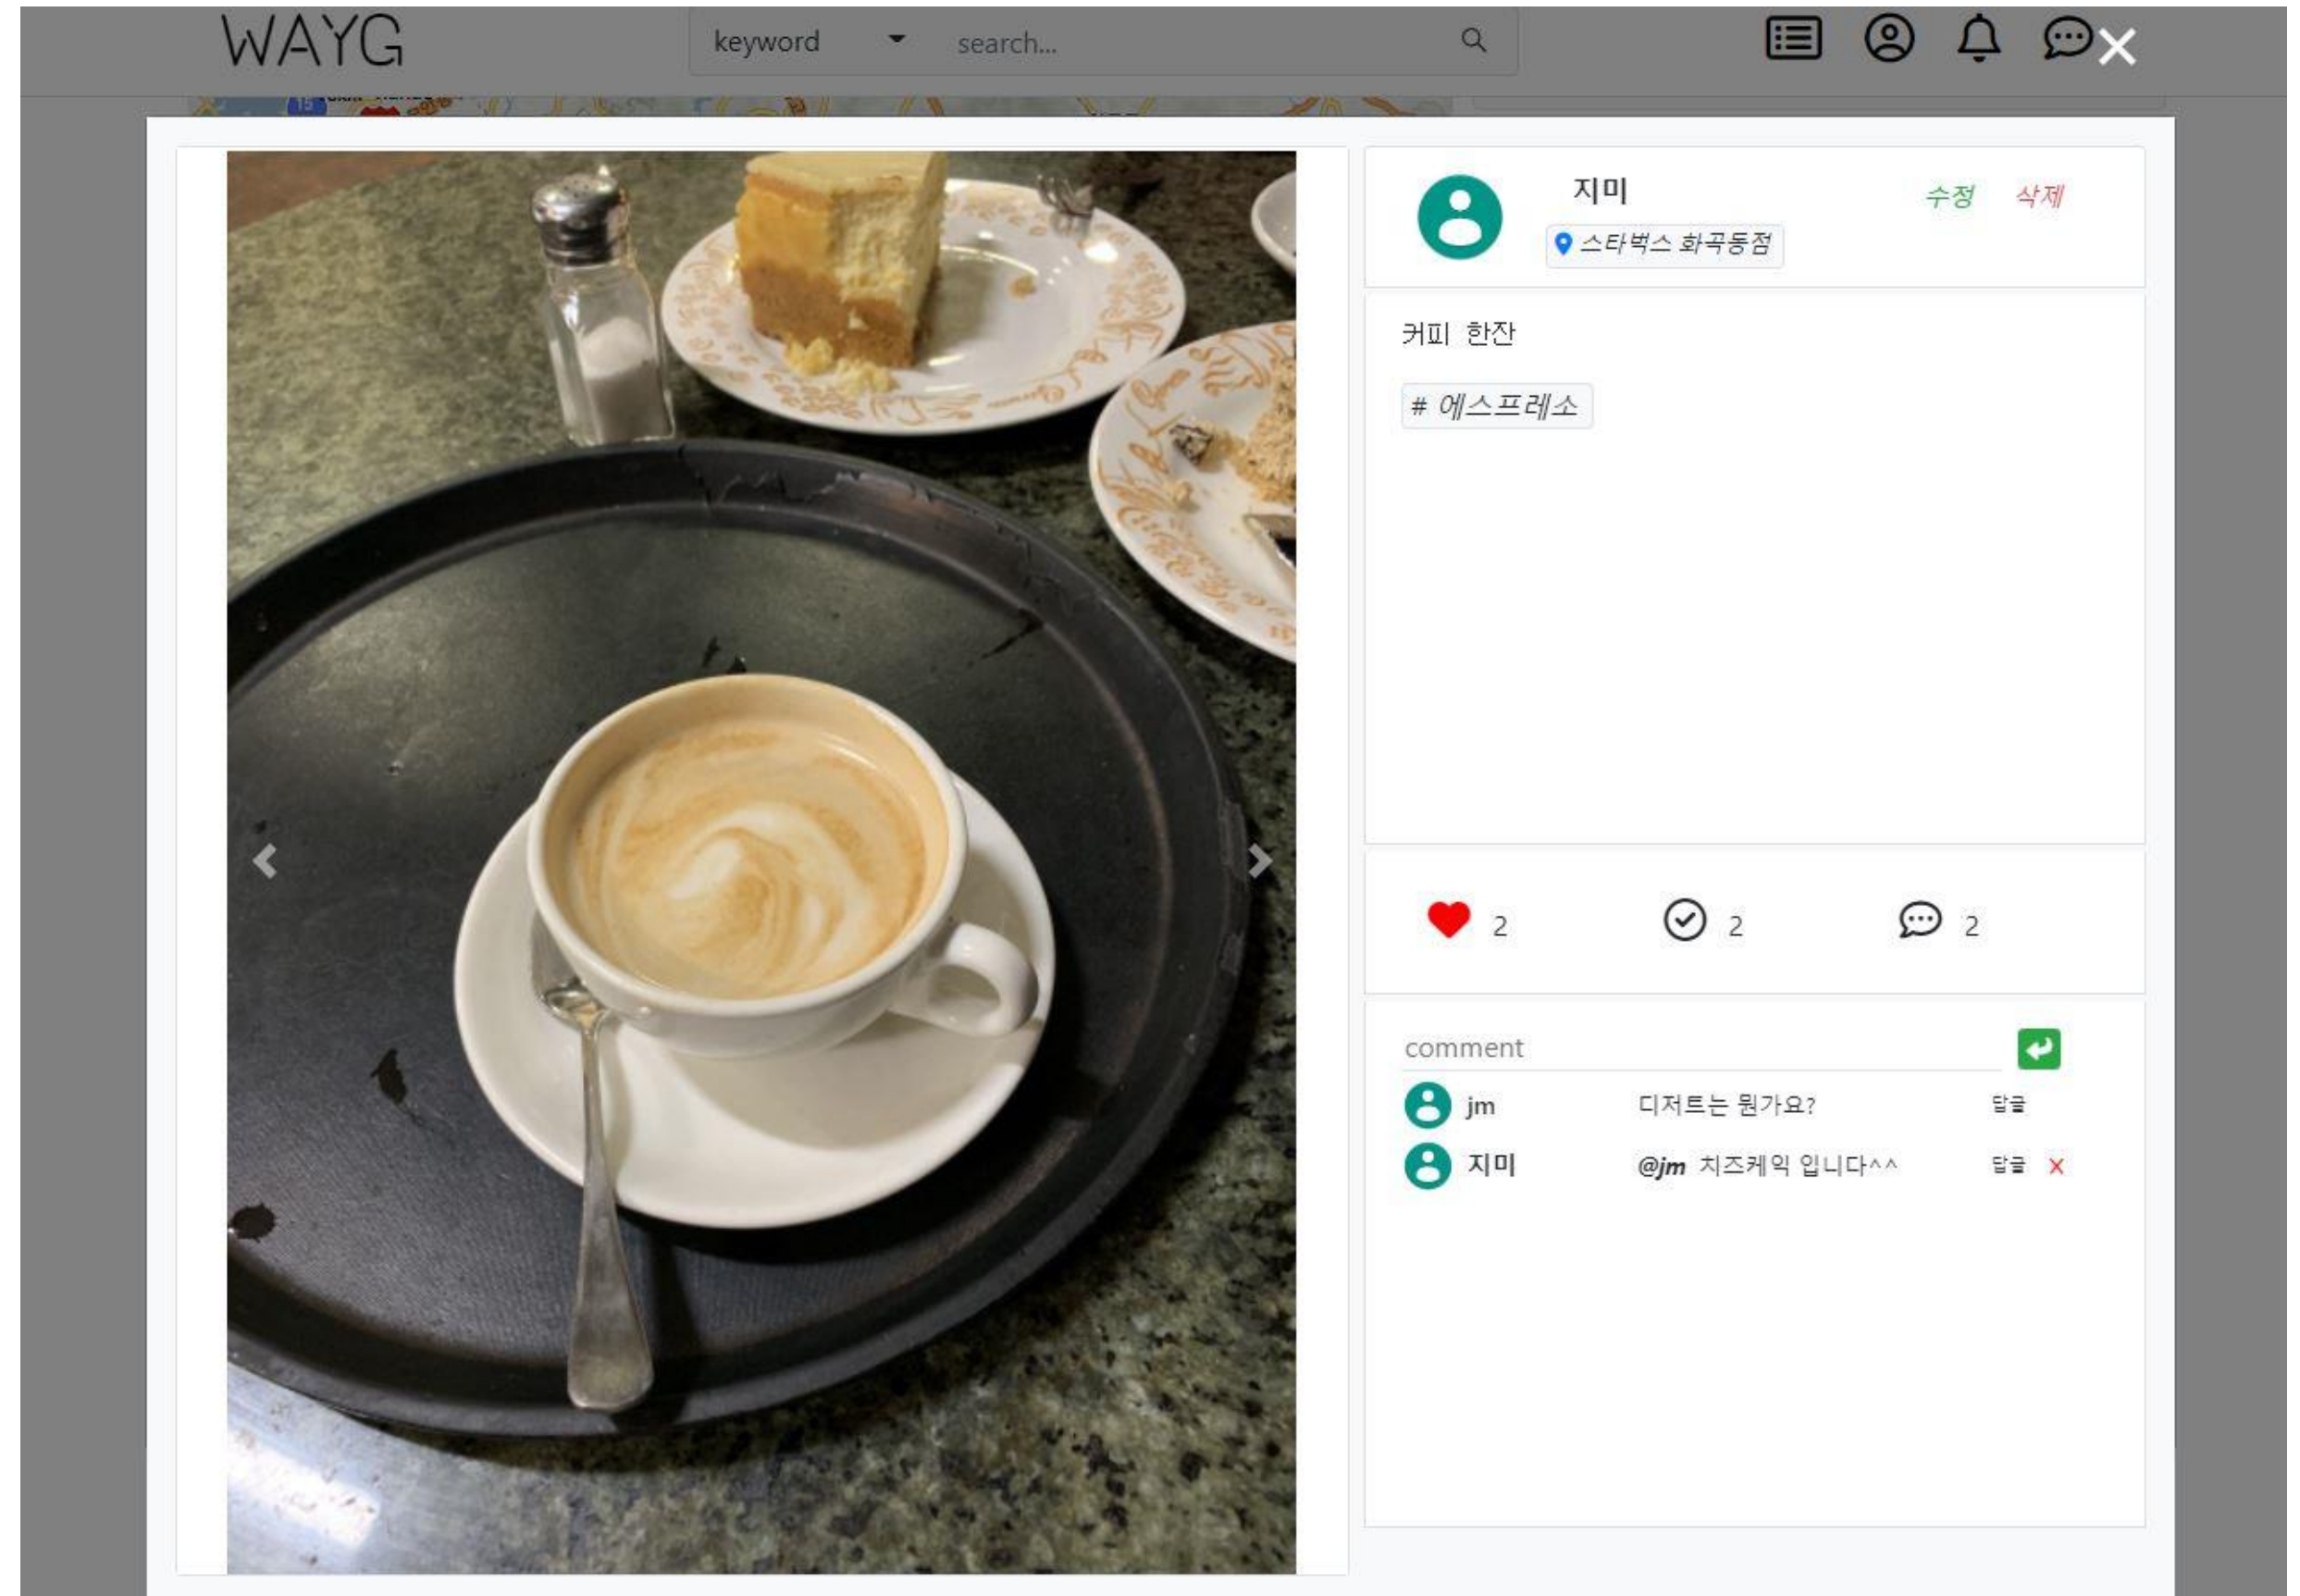 WAYG
keyword
search...
15
지미
수정 삭제
스타벅스 화곡동점
커피 한잔
# 에스프레소
2 2 2
comment
jm 디저트는 뭔가요? 답글
지미 @jm 치즈케익 입니다^^ 답글 X